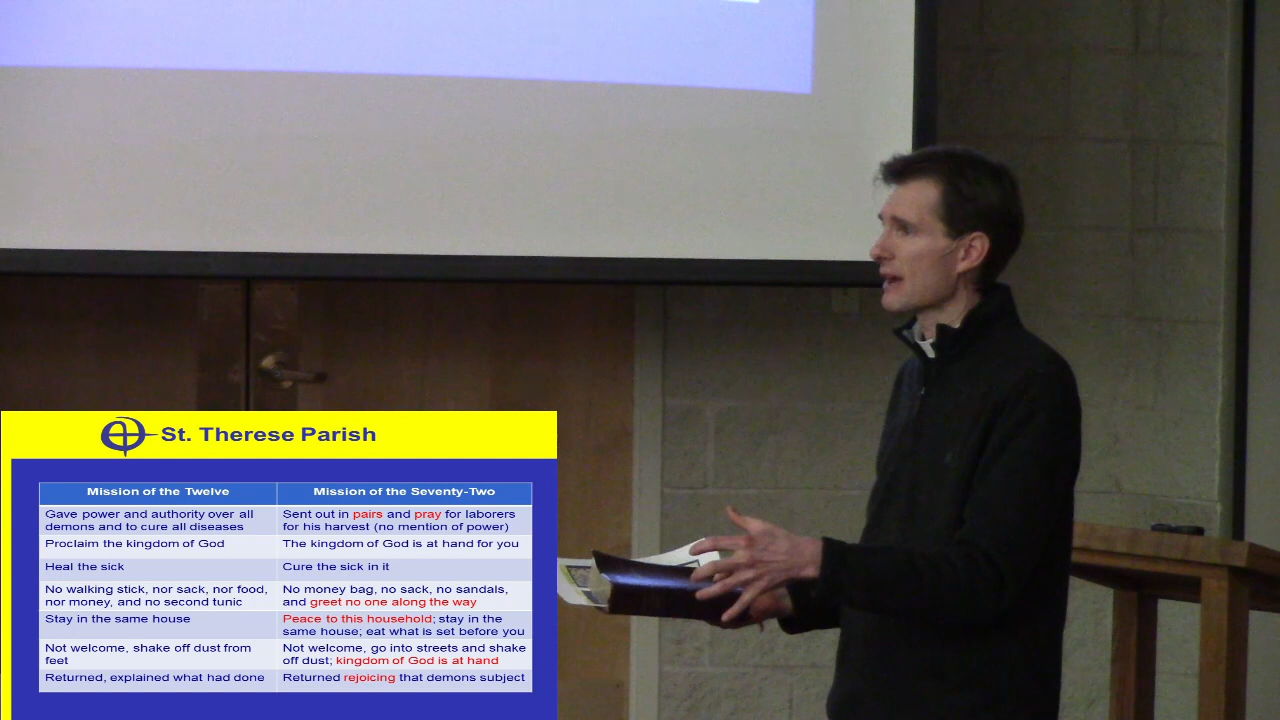 St. Therese Parish
Mission of the Twelve
Mission of the Seventy-Two
Gave power and authority over all
demons and to cure all diseases
Sent out in pairs and pray for laborers
for his harvest (no mention of power)
Proclaim the kingdom of God
The kingdom of God is at hand for you
Heal the sick
Cure the sick in it
No walking stick, nor sack, nor food,
nor money, and no second tunic
No money bag, no sack, no sandals,
and greet no one along the way
Stay in the same house
Peace to this household; stay in the
same house; eat what is set before you
Not welcome, shake off dust from
feet
Not welcome, go into streets and shake
off dust; kingdom of God is at hand
Returned, explained what had done
Returned rejoicing that demons subject